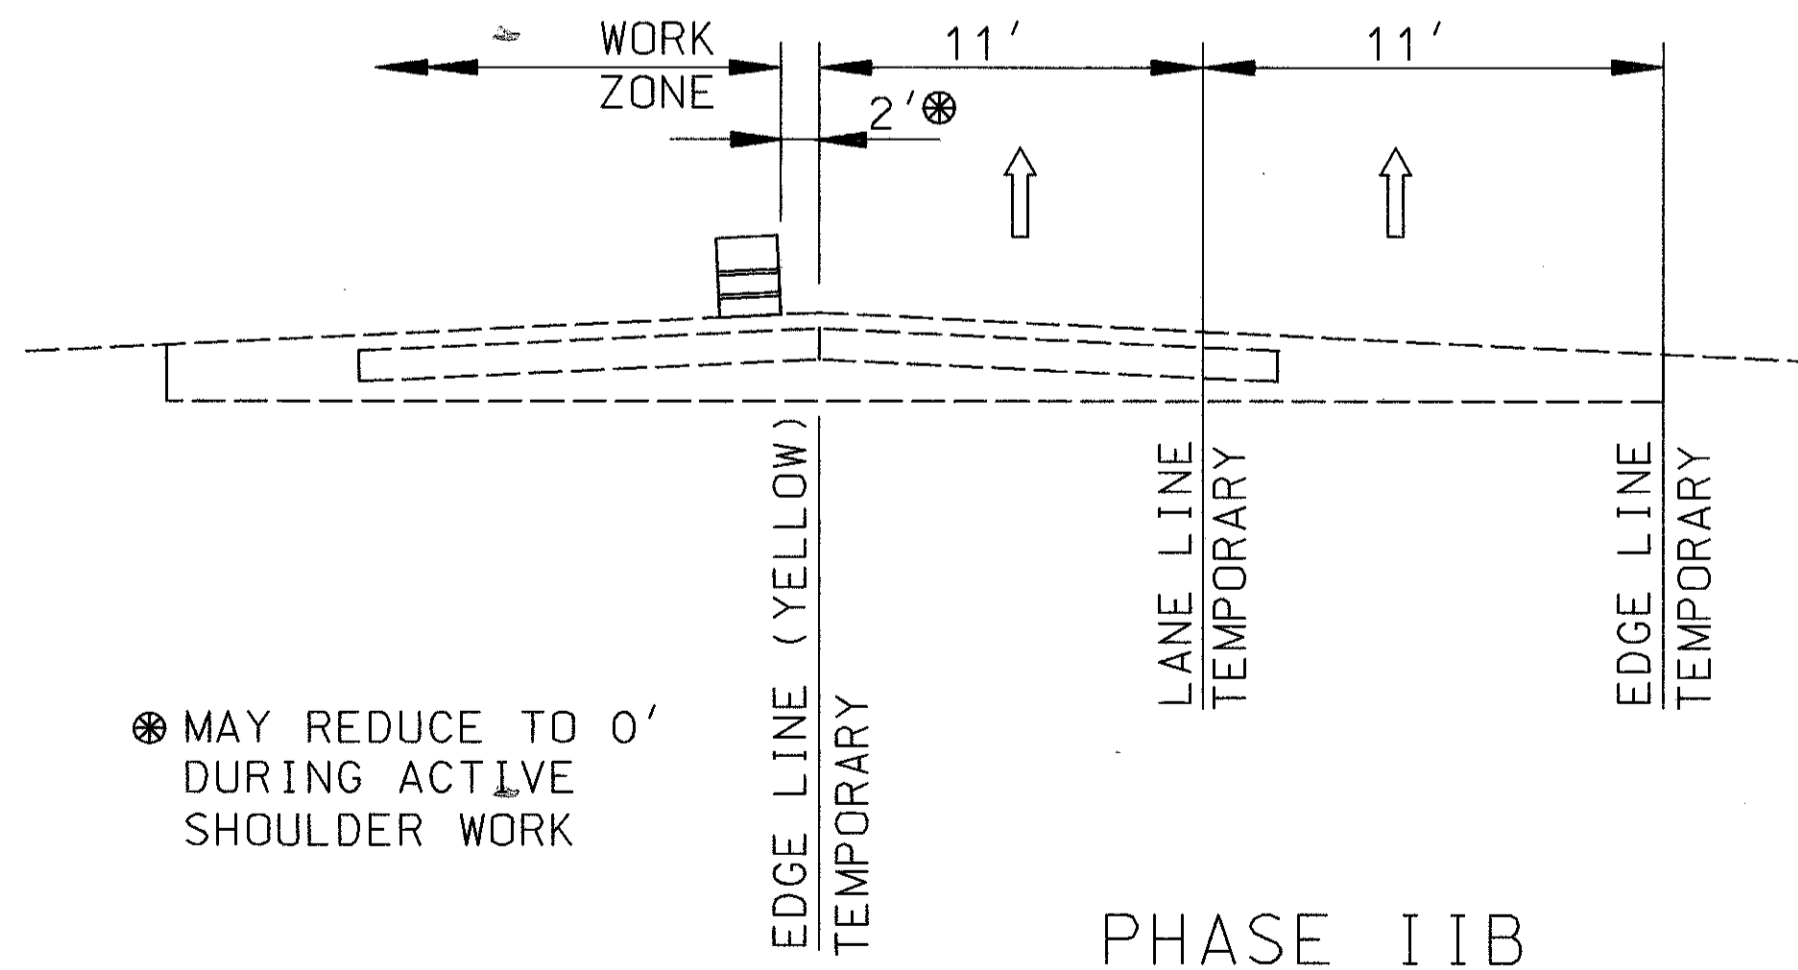 WORK
ZONE
11'
11'
2'⊛
EDGE LINE (YELLOW)
TEMPORARY
LANE LINE
TEMPORARY
EDGE LINE
TEMPORARY
⊛ MAY REDUCE TO 0'
DURING ACTIVE
SHOULDER WORK
PHASE IIB